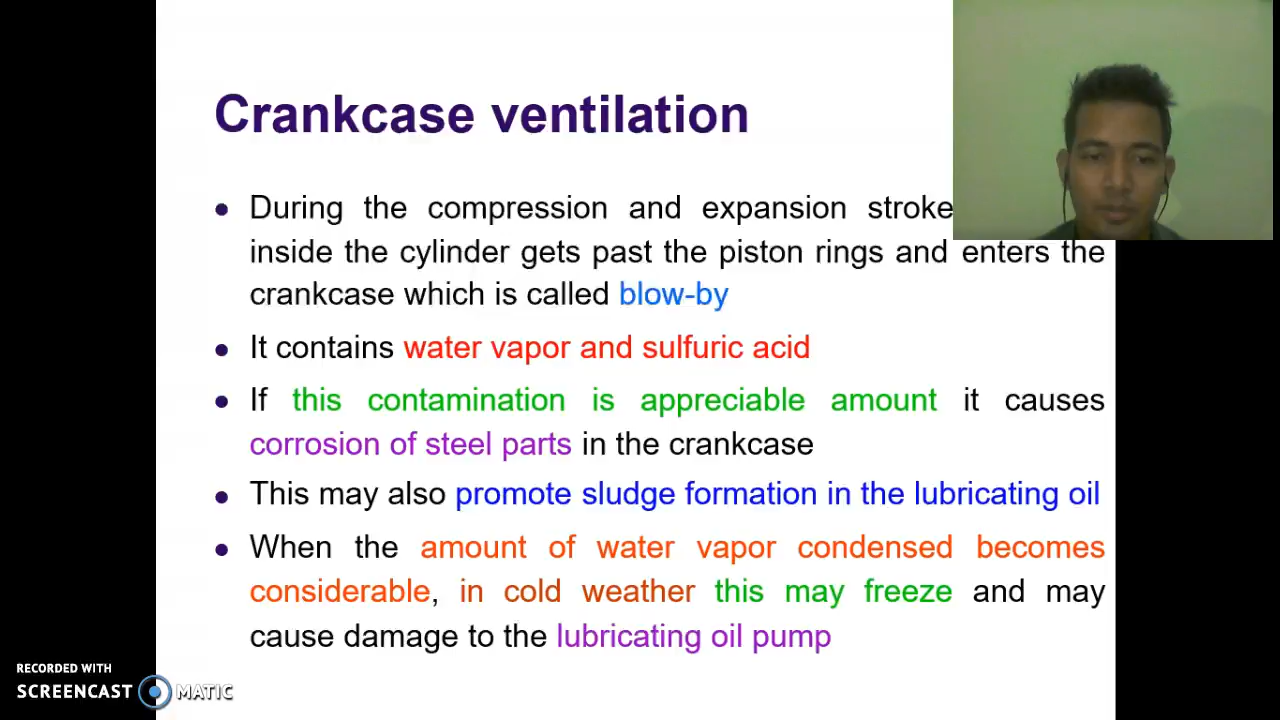 Crankcase ventilation
● During the compression and expansion stroke
inside the cylinder gets past the piston rings and enters the
crankcase which is called blow-by
● It contains water vapor and sulfuric acid
● If this contamination is appreciable amount it causes
corrosion of steel parts in the crankcase
● This may also promote sludge formation in the lubricating oil
● When the amount of water vapor condensed becomes
considerable, in cold weather this may freeze and may
cause damage to the lubricating oil pump
RECORDED WITH
SCREENCAST MATIC